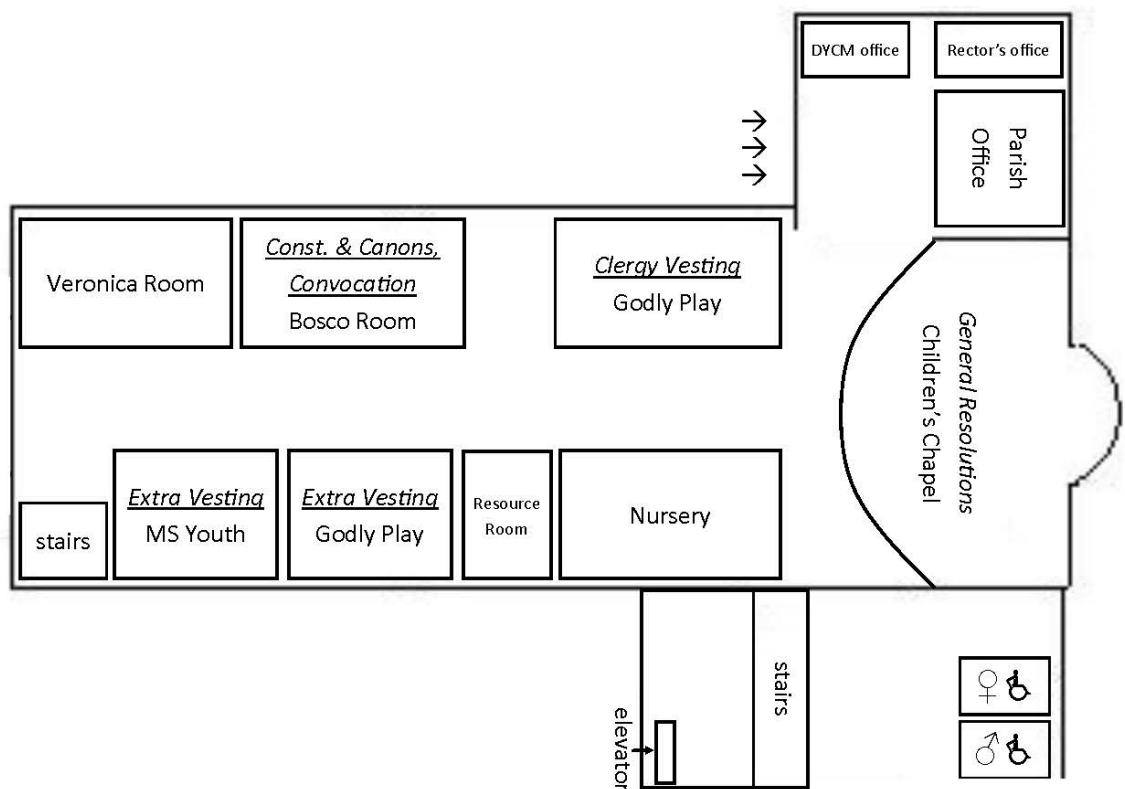 DYCM office
Rector's office
Parish
Office
Veronica Room
Const. & Canons,
Convocation
Bosco Room
Clergy Vesting
Godly Play
General Resolutions
Children's Chapel
stairs
Extra Vesting
MS Youth
Extra Vesting
Godly Play
Resource
Room
Nursery
stairs
elevator